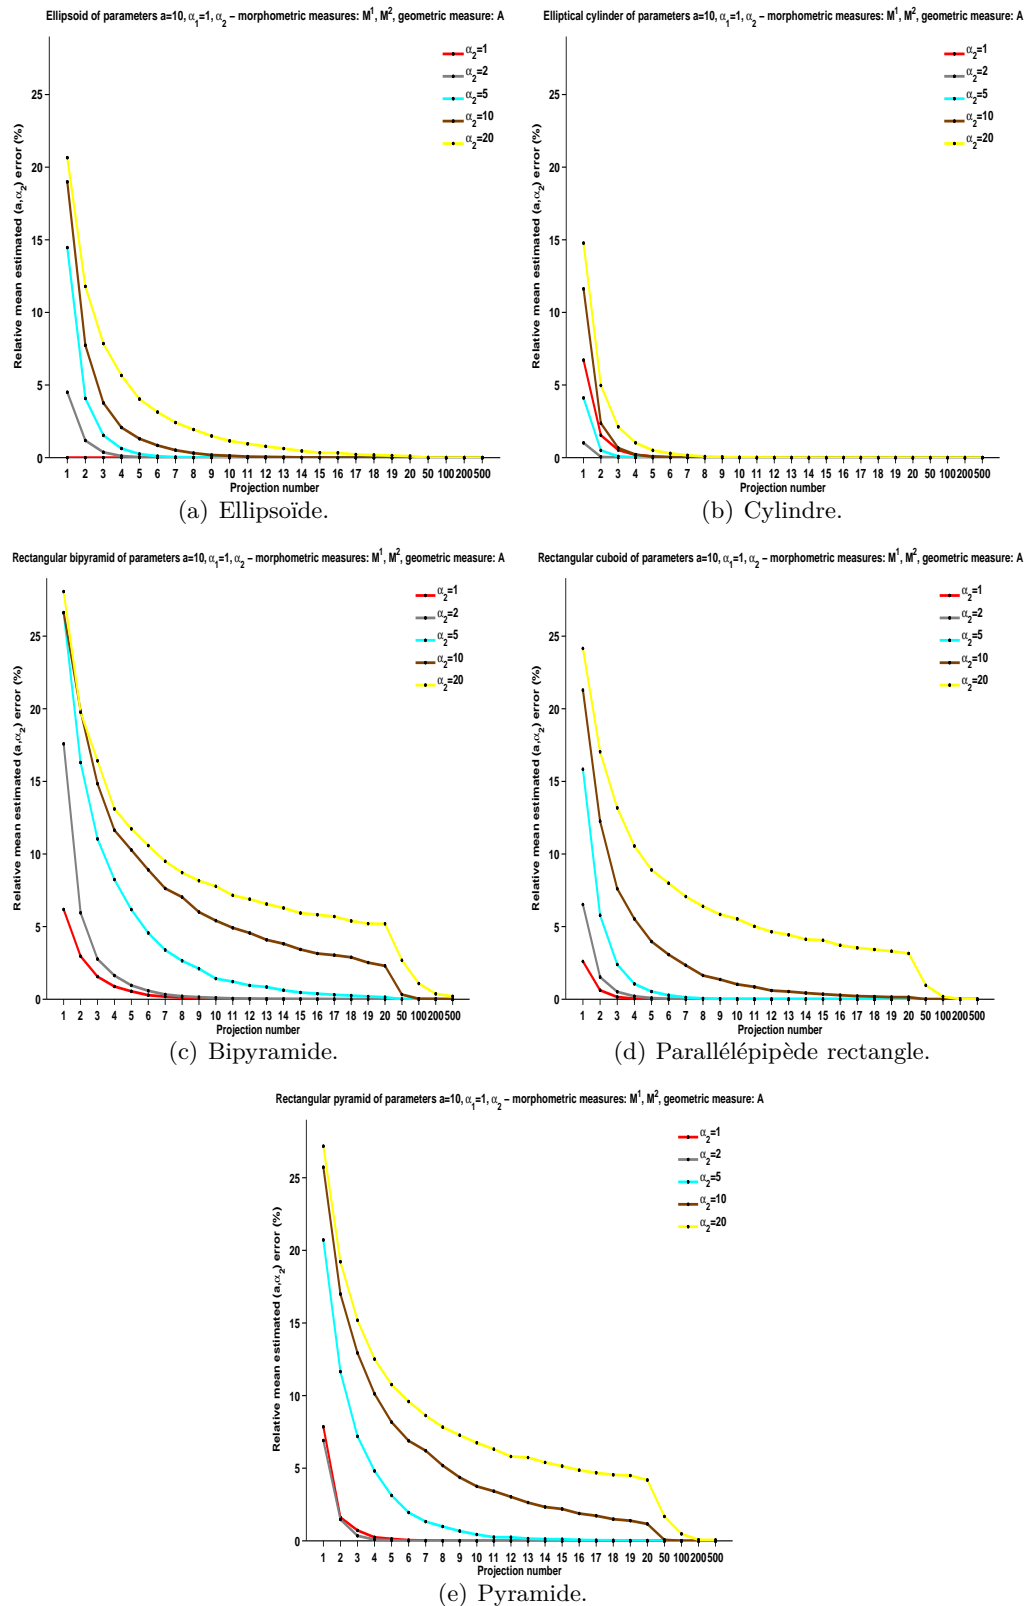 Ellipsoid of parameters a=10, α₁=1, α₂ – morphometric measures: M¹, M², geometric measure: A
Relative mean estimated (a,α₂) error (%)
25
20
15
10
5
0
α₂=1
α₂=2
α₂=5
α₂=10
α₂=20
1 2 3 4 5 6 7 8 9 10 11 12 13 14 15 16 17 18 19 20 50 100 200 500
Projection number
(a) Ellipsoïde.
Elliptical cylinder of parameters a=10, α₁=1, α₂ – morphometric measures: M¹, M², geometric measure: A
Relative mean estimated (a,α₂) error (%)
25
20
15
10
5
0
α₂=1
α₂=2
α₂=5
α₂=10
α₂=20
1 2 3 4 5 6 7 8 9 10 11 12 13 14 15 16 17 18 19 20 50 100 200 500
Projection number
(b) Cylindre.
Rectangular bipyramid of parameters a=10, α₁=1, α₂ – morphometric measures: M¹, M², geometric measure: A
Relative mean estimated (a,α₂) error (%)
25
20
15
10
5
0
α₂=1
α₂=2
α₂=5
α₂=10
α₂=20
1 2 3 4 5 6 7 8 9 10 11 12 13 14 15 16 17 18 19 20 50 100 200 500
Projection number
(c) Bipyramide.
Rectangular cuboid of parameters a=10, α₁=1, α₂ – morphometric measures: M¹, M², geometric measure: A
Relative mean estimated (a,α₂) error (%)
25
20
15
10
5
0
α₂=1
α₂=2
α₂=5
α₂=10
α₂=20
1 2 3 4 5 6 7 8 9 10 11 12 13 14 15 16 17 18 19 20 50 100 200 500
Projection number
(d) Parallélépipède rectangle.
Rectangular pyramid of parameters a=10, α₁=1, α₂ – morphometric measures: M¹, M², geometric measure: A
Relative mean estimated (a,α₂) error (%)
25
20
15
10
5
0
α₂=1
α₂=2
α₂=5
α₂=10
α₂=20
1 2 3 4 5 6 7 8 9 10 11 12 13 14 15 16 17 18 19 20 50 100 200 500
Projection number
(e) Pyramide.